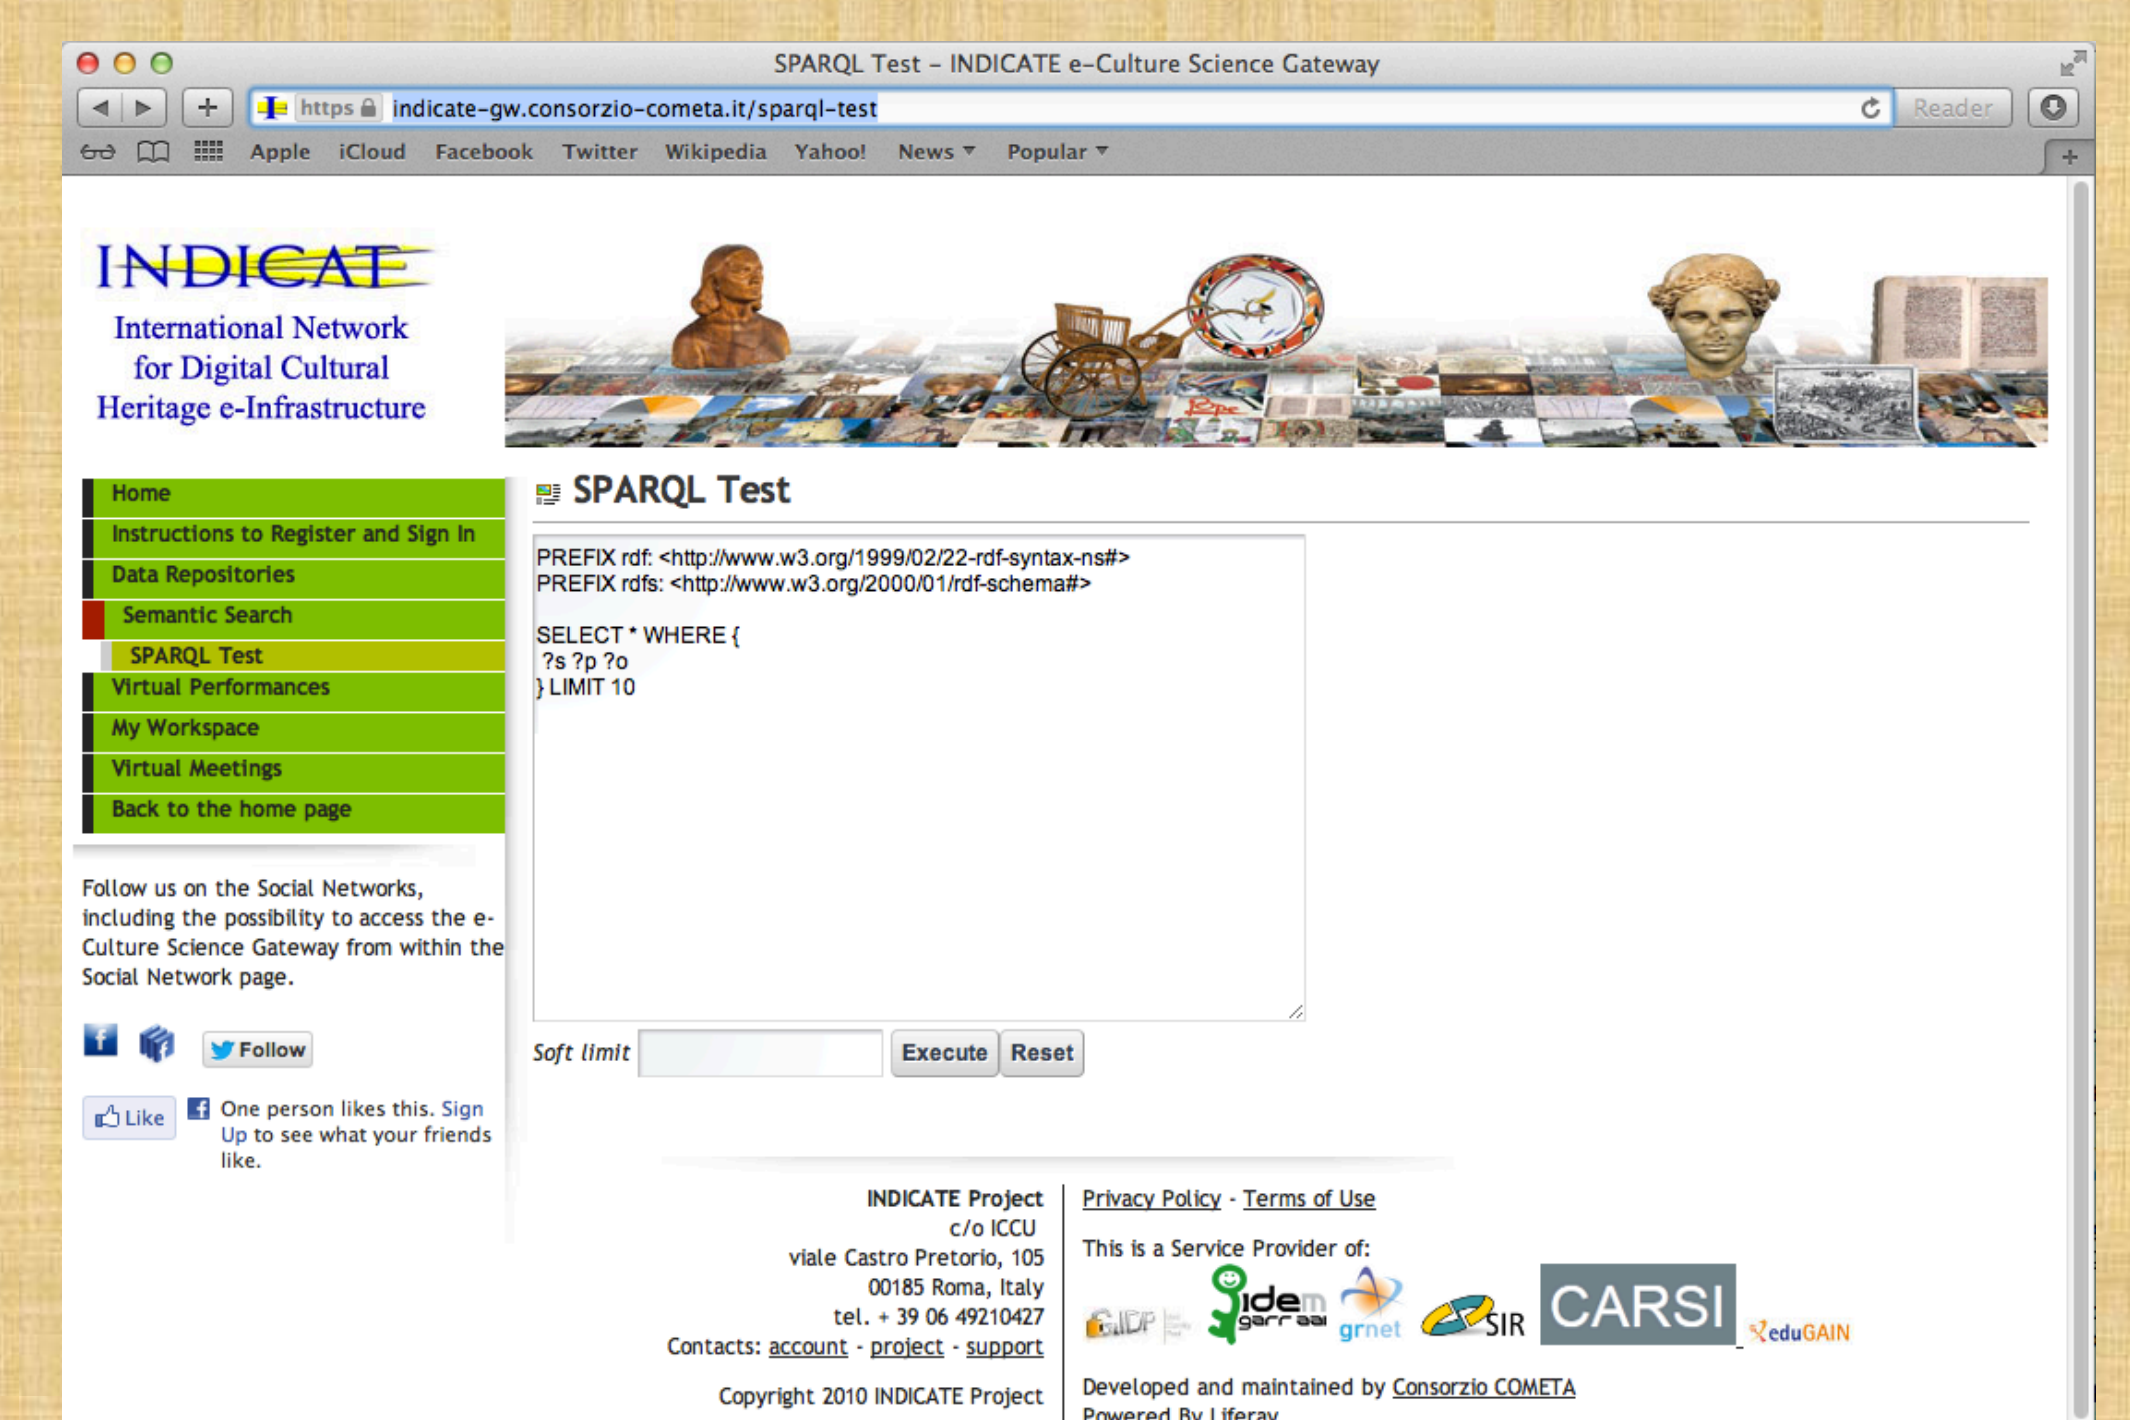 SPARQL Test – INDICATE e-Culture Science Gateway
https indicate-gw.consorzio-cometa.it/sparql-test
Reader
Apple iCloud Facebook Twitter Wikipedia Yahoo! News Popular
INDICATE
International Network
for Digital Cultural
Heritage e-Infrastructure
Home
Instructions to Register and Sign In
Data Repositories
Semantic Search
SPARQL Test
Virtual Performances
My Workspace
Virtual Meetings
Back to the home page
Follow us on the Social Networks,
including the possibility to access the e-
Culture Science Gateway from within the
Social Network page.
Follow
Like
One person likes this. Sign
Up to see what your friends
like.
SPARQL Test
PREFIX rdf: <http://www.w3.org/1999/02/22-rdf-syntax-ns#>
PREFIX rdfs: <http://www.w3.org/2000/01/rdf-schema#>
SELECT * WHERE {
?s ?p ?o
} LIMIT 10
Soft limit
Execute Reset
INDICATE Project
c/o ICCU
viale Castro Pretorio, 105
00185 Roma, Italy
tel. + 39 06 49210427
Contacts: account - project - support
Copyright 2010 INDICATE Project
Privacy Policy - Terms of Use
This is a Service Provider of:
idem
garr aai
grnet
SIR
CARSI
eduGAIN
Developed and maintained by Consorzio COMETA
Powered By Liferay